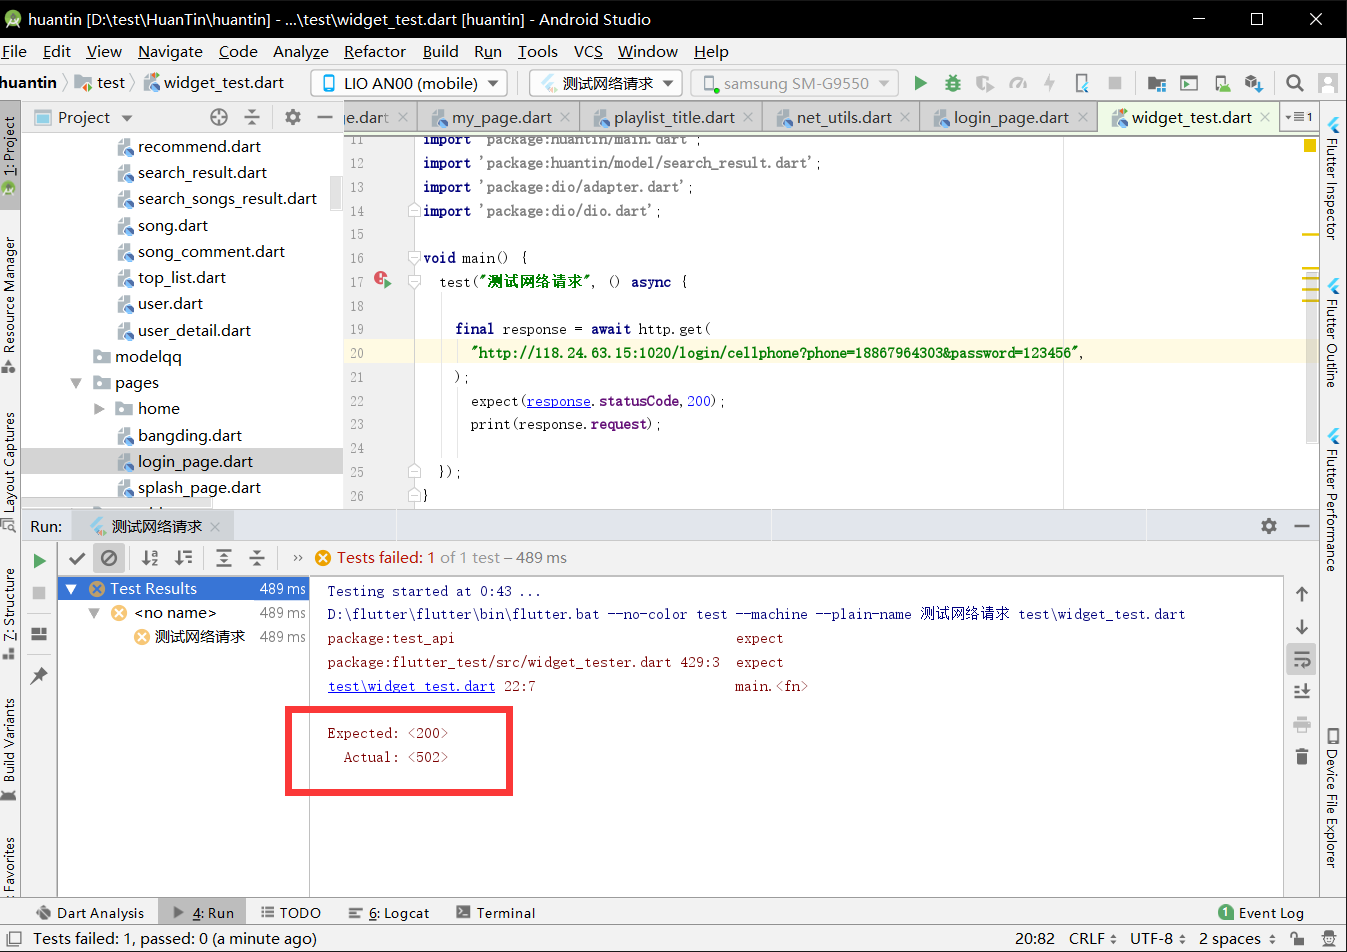 huantin [D:\test\HuanTin\huantin] - ...\test\widget_test.dart [huantin] - Android Studio
File Edit View Navigate Code Analyze Refactor Build Run Tools VCS Window Help
huantin test widget_test.dart LIO AN00 (mobile) 测试网络请求 samsung SM-G9550
Project
ge.dart my_page.dart playlist_title.dart net_utils.dart login_page.dart widget_test.dart 1
1: Project
Resource Manager
Layout Captures
Z: Structure
Build Variants
Favorites
recommend.dart
search_result.dart
search_songs_result.dart
song.dart
song_comment.dart
top_list.dart
user.dart
user_detail.dart
modelqq
pages
home
bangding.dart
login_page.dart
splash_page.dart
11 import 'package:huantin/main.dart';
12 import 'package:huantin/model/search_result.dart';
13 import 'package:dio/adapter.dart';
14 import 'package:dio/dio.dart';
15
16 void main() {
17 test("测试网络请求", () async {
18
19 final response = await http.get(
20 "http://118.24.63.15:1020/login/cellphone?phone=18867964303&password=123456",
21 );
22 expect(response.statusCode,200);
23 print(response.request);
24
25 });
26 }
Flutter Inspector
Flutter Outline
Flutter Performance
Device File Explorer
Run: 测试网络请求
» Tests failed: 1 of 1 test – 489 ms
Test Results 489 ms
<no name> 489 ms
测试网络请求 489 ms
Testing started at 0:43 ...
D:\flutter\flutter\bin\flutter.bat --no-color test --machine --plain-name 测试网络请求 test\widget_test.dart
package:test_api expect
package:flutter_test/src/widget_tester.dart 429:3 expect
test\widget_test.dart 22:7 main.<fn>
Expected: <200>
Actual: <502>
Dart Analysis 4: Run TODO 6: Logcat Terminal 1 Event Log
Tests failed: 1, passed: 0 (a minute ago) 20:82 CRLF UTF-8 2 spaces